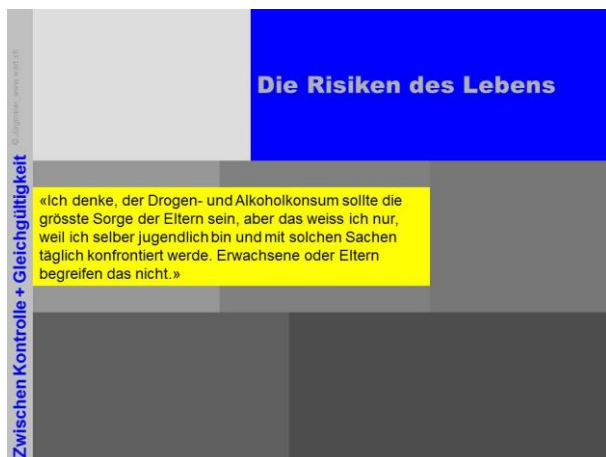 Die Risiken des Lebens
«Ich denke, der Drogen- und Alkoholkonsum sollte die
grösste Sorge der Eltern sein, aber das weiss ich nur,
weil ich selber jugendlich bin und mit solchen Sachen
täglich konfrontiert werde. Erwachsene oder Eltern
begreifen das nicht.»
Zwischen Kontrolle + Gleichgültigkeit